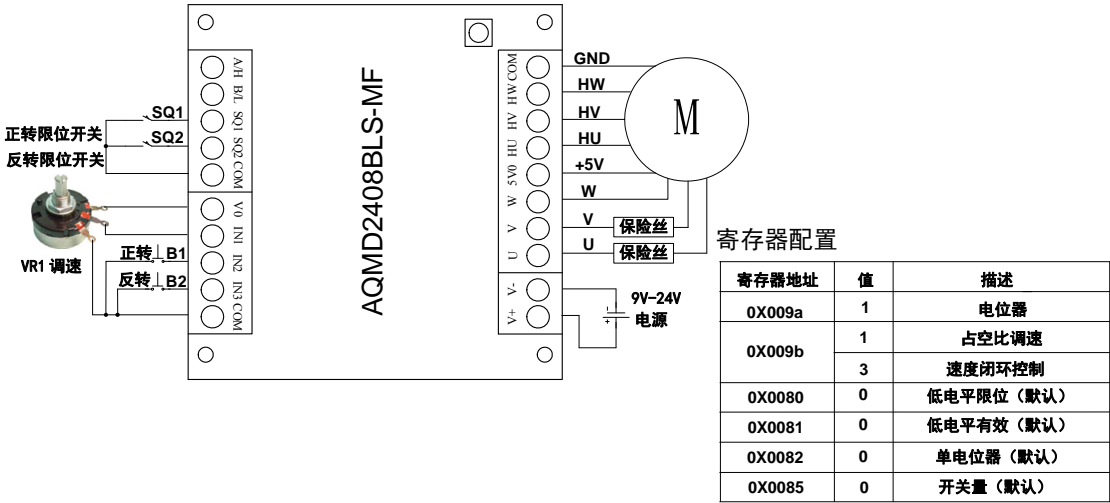 A/H
B/L
SQ1
SQ2
COM
V0
IN1
IN2
IN3
COM
SQ1
正转限位开关
SQ2
反转限位开关
VR1 调速
正转 B1
反转 B2
AQMD2408BLS-MF
COM
HW
HV
HU
5V0
W
V
U
V-
V+
GND
HW
HV
HU
+5V
W
V 保险丝
U 保险丝
M
9V-24V
电源
寄存器配置
寄存器地址 值 描述
0X009a 1 电位器
0X009b 1 占空比调速
3 速度闭环控制
0X0080 0 低电平限位（默认）
0X0081 0 低电平有效（默认）
0X0082 0 单电位器（默认）
0X0085 0 开关量（默认）